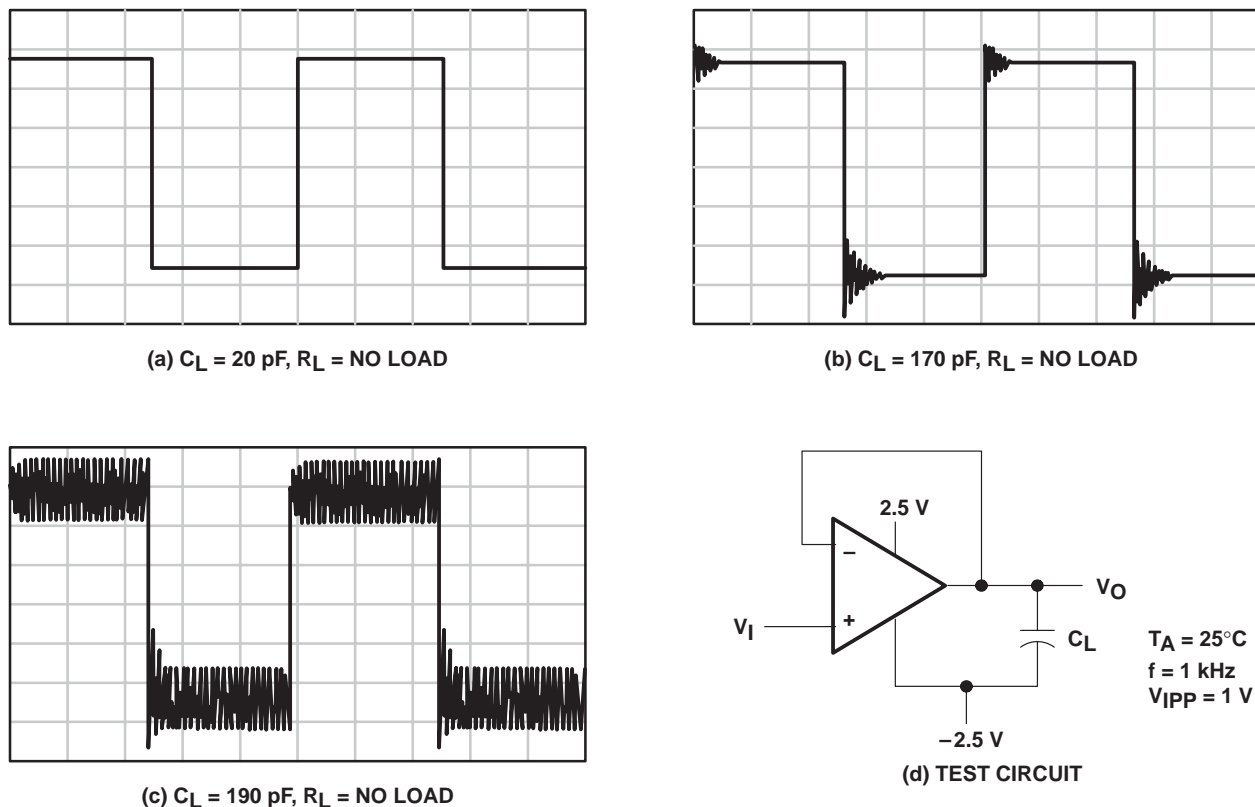 (a) CL = 20 pF, RL = NO LOAD
(b) CL = 170 pF, RL = NO LOAD
(c) CL = 190 pF, RL = NO LOAD
2.5 V
–
+
VI
VO
CL
–2.5 V
TA = 25°C
f = 1 kHz
VIPP = 1 V
(d) TEST CIRCUIT